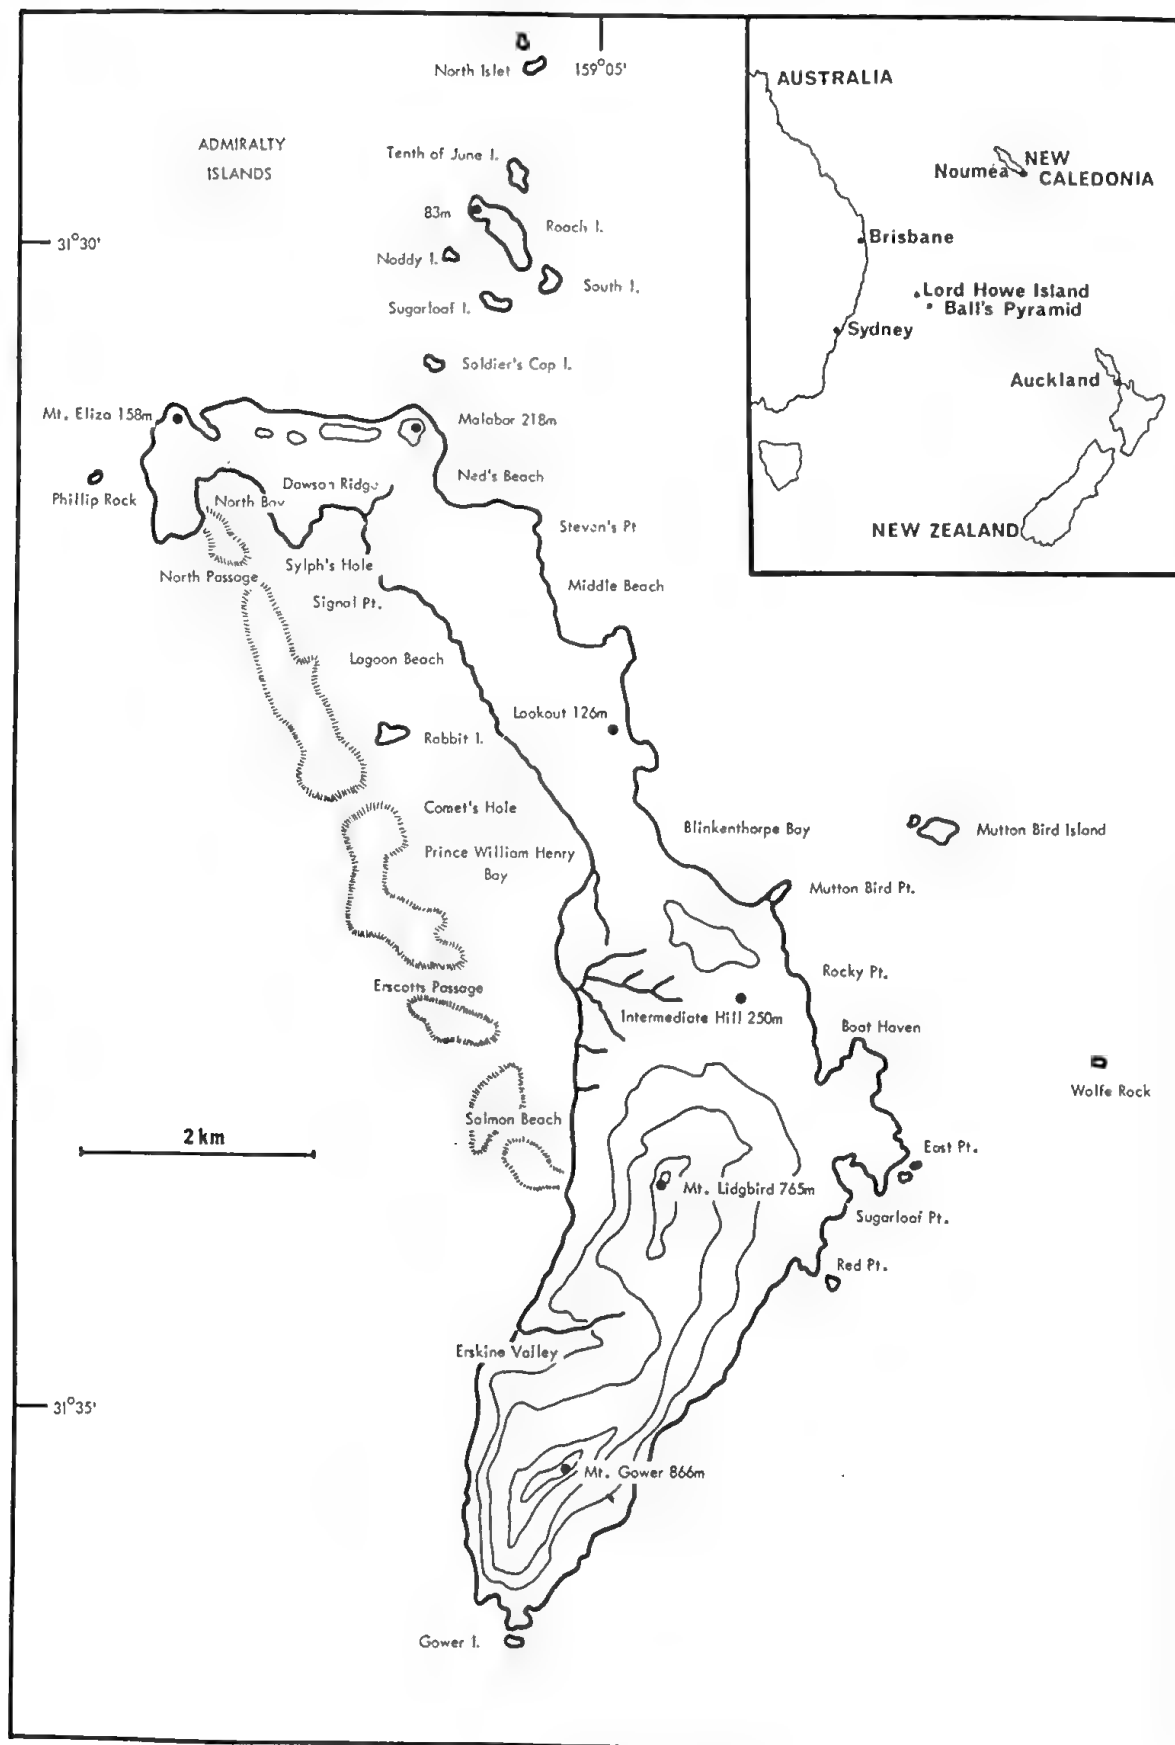 North Islet
159°05'
ADMIRALTY
ISLANDS
Tenth of June I.
83m
Roach I.
31°30'
Noddy I.
South I.
Sugarloaf I.
Soldier's Cap I.
Mt. Eliza 158m
Malabar 218m
Ned's Beach
Phillip Rock
Dawson Ridge
North Bay
Steven's Pt
Sylph's Hole
North Passage
Middle Beach
Signal Pt.
Lagoon Beach
Lookout 126m
Rabbit I.
Comet's Hole
Blinkenthorpe Bay
Mutton Bird Island
Prince William Henry
Bay
Mutton Bird Pt.
Rocky Pt.
Erscotts Passage
Intermediate Hill 250m
Boat Haven
Wolfe Rock
Salmon Beach
2 km
East Pt.
Mt. Lidgbird 765m
Sugarloaf Pt.
Red Pt.
Erskine Valley
31°35'
Mt. Gower 866m
Gower I.
AUSTRALIA
NEW
CALEDONIA
Nouméa
Brisbane
Lord Howe Island
Ball's Pyramid
Sydney
Auckland
NEW ZEALAND